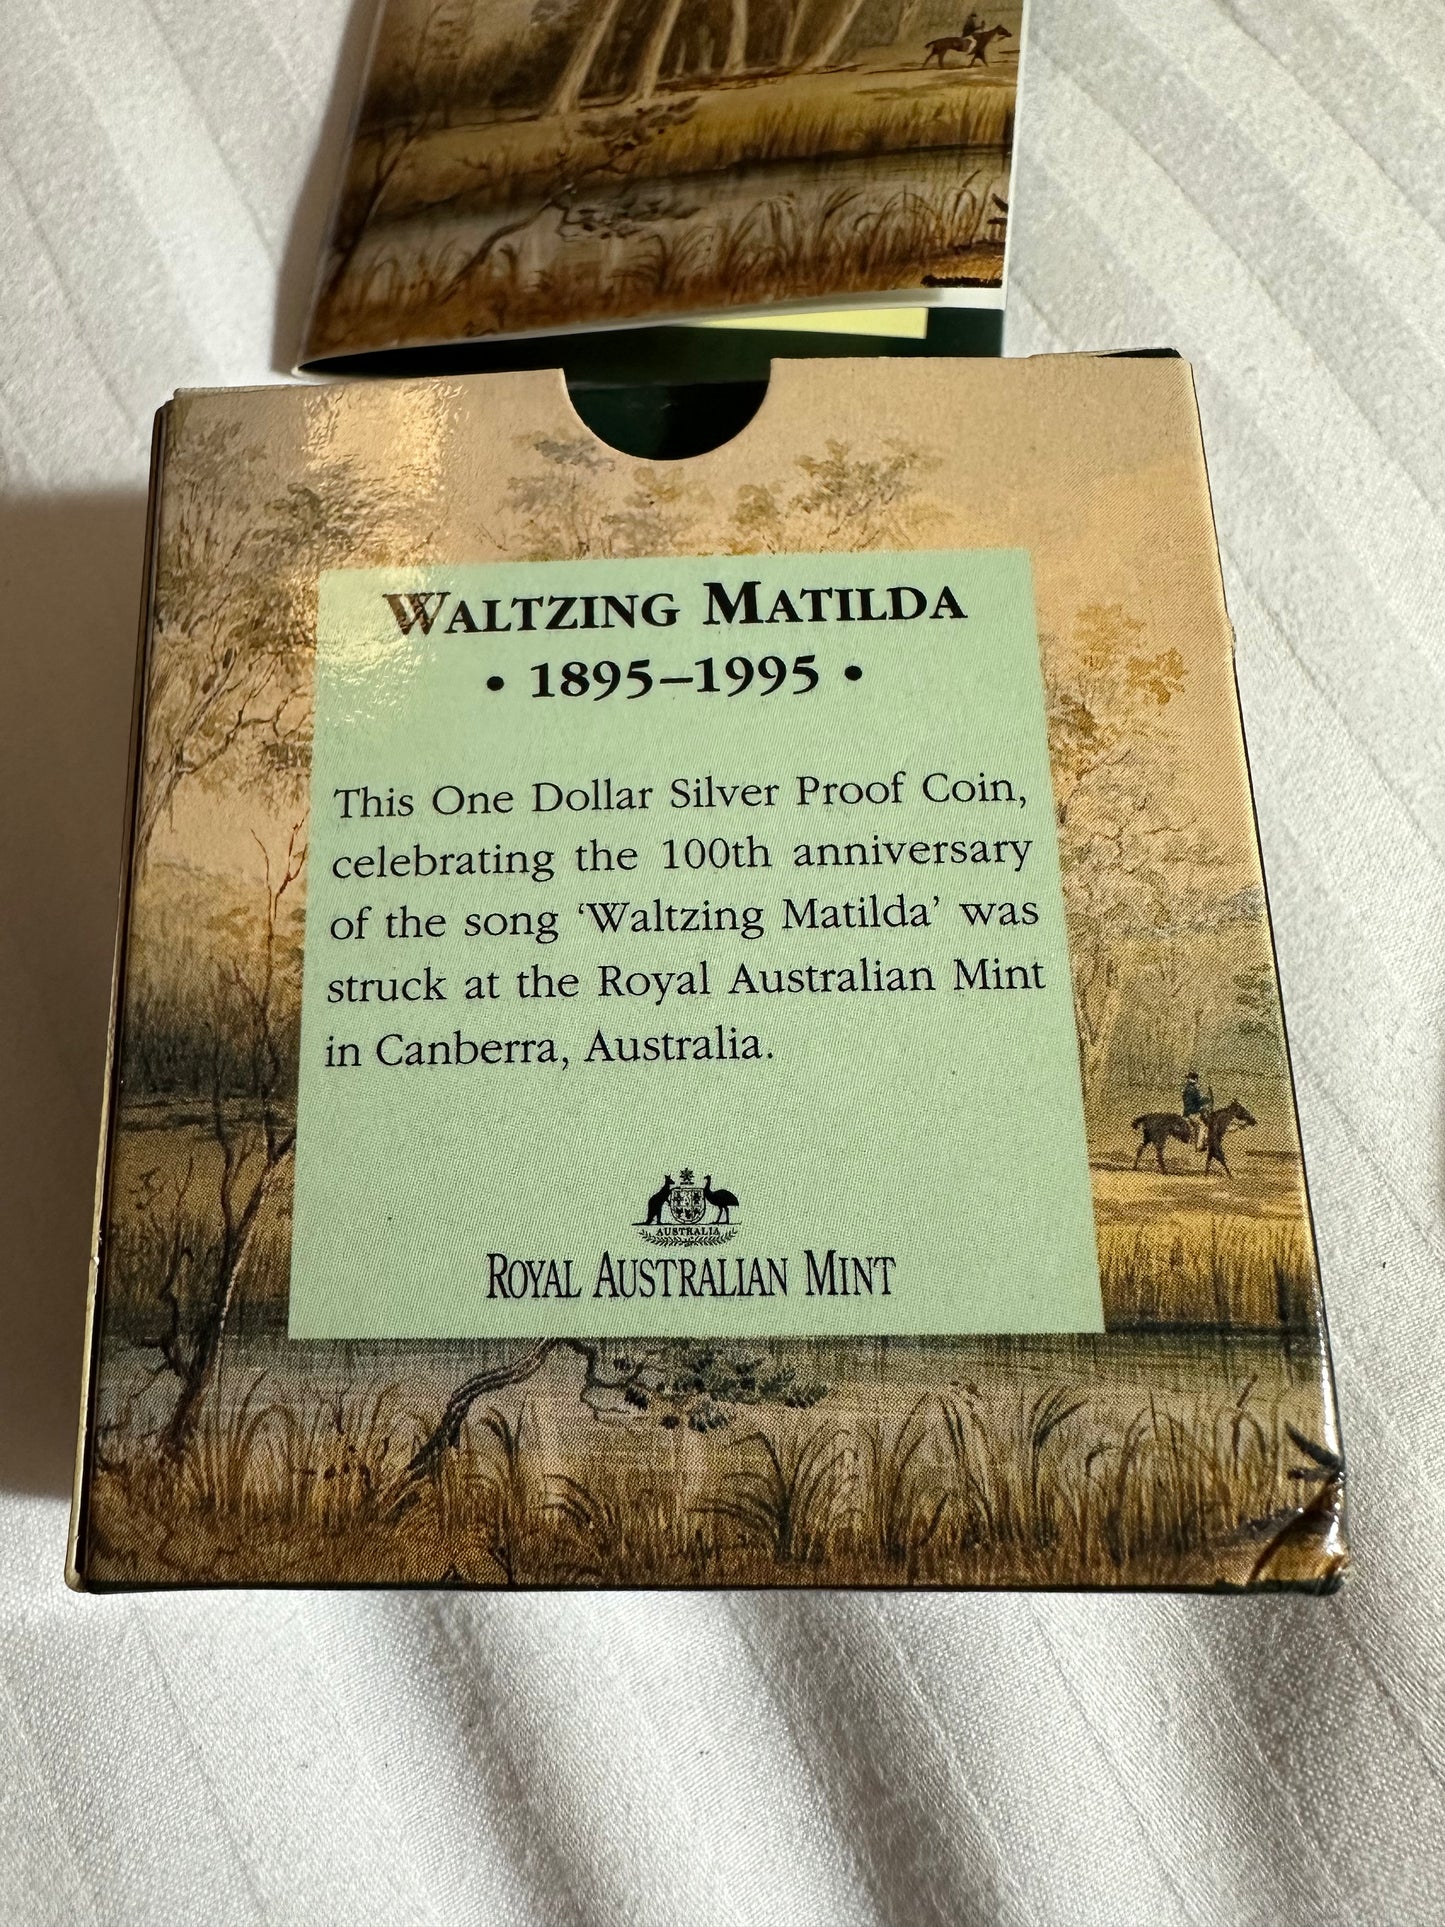 WALTZING MATILDA
• 1895–1995 •
This One Dollar Silver Proof Coin,
celebrating the 100th anniversary
of the song ‘Waltzing Matilda’ was
struck at the Royal Australian Mint
in Canberra, Australia.
AUSTRALIA
ROYAL AUSTRALIAN MINT